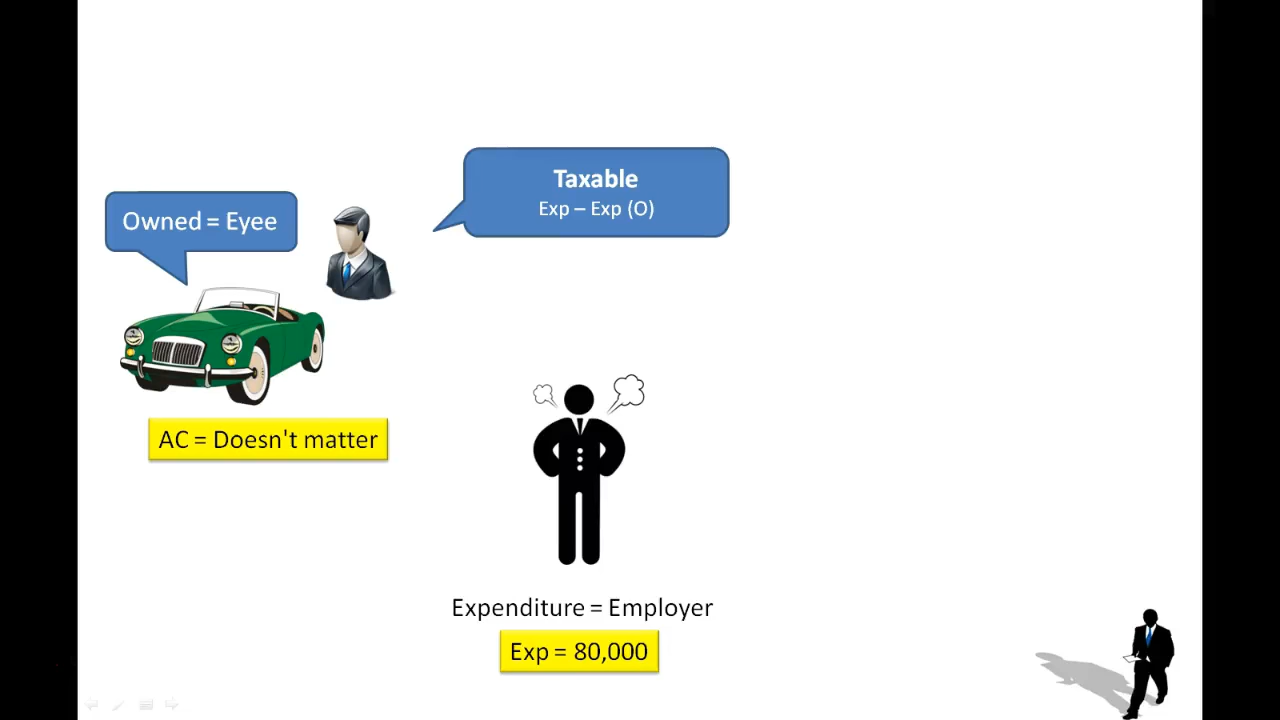 Taxable
Exp – Exp (O)
Owned = Eyee
AC = Doesn't matter
Expenditure = Employer
Exp = 80,000